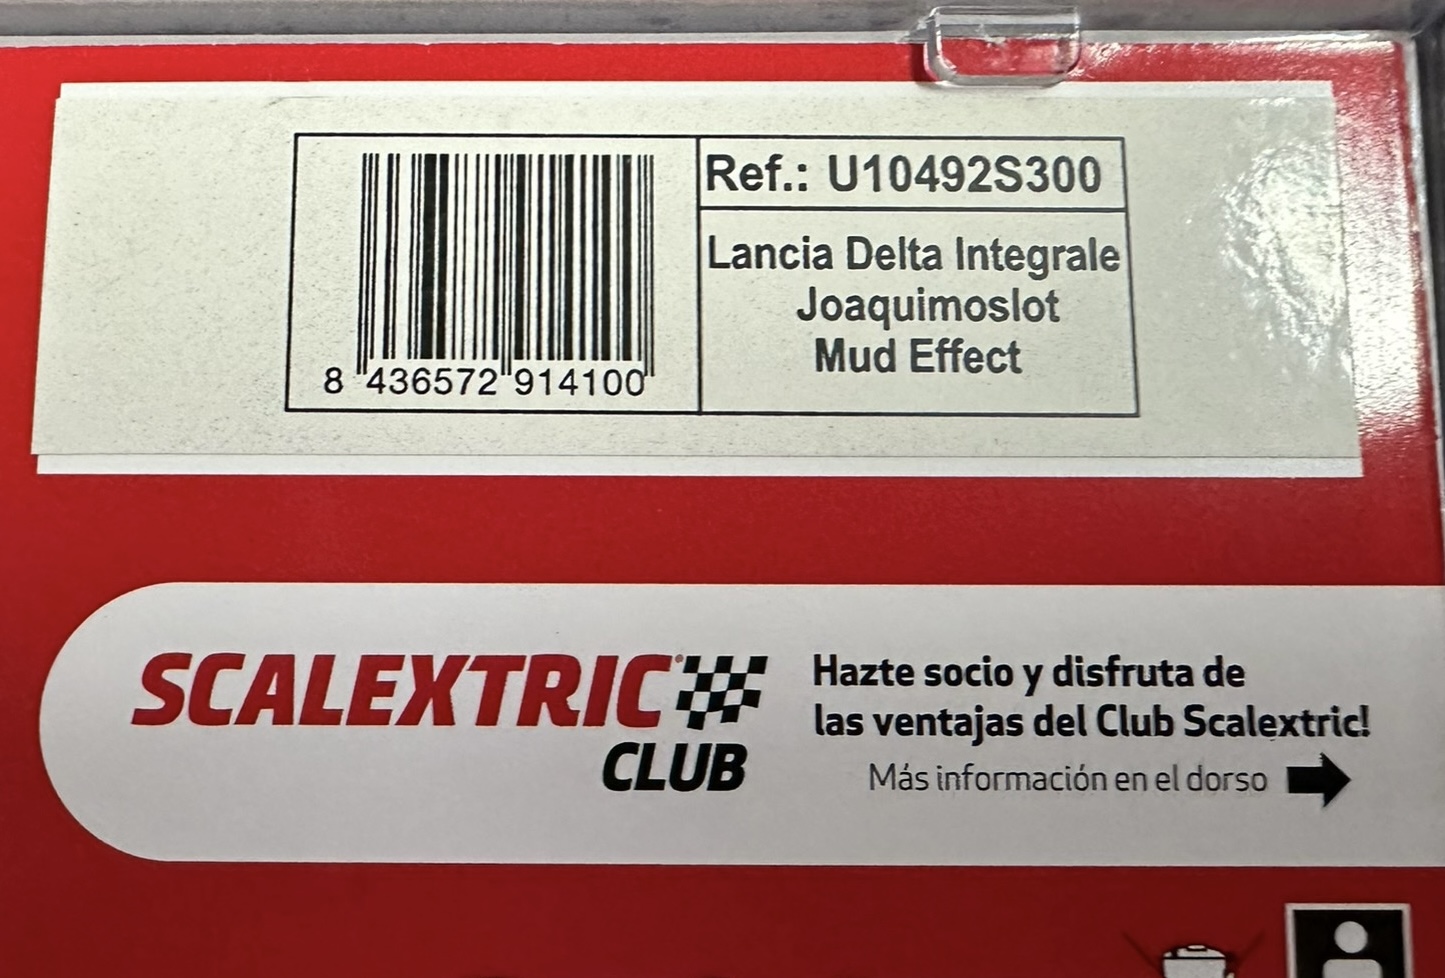 Ref.: U10492S300
Lancia Delta Integrale
Joaquimoslot
Mud Effect
8 436572 914100
SCALEXTRIC
CLUB
Hazte socio y disfruta de
las ventajas del Club Scalextric!
Más información en el dorso